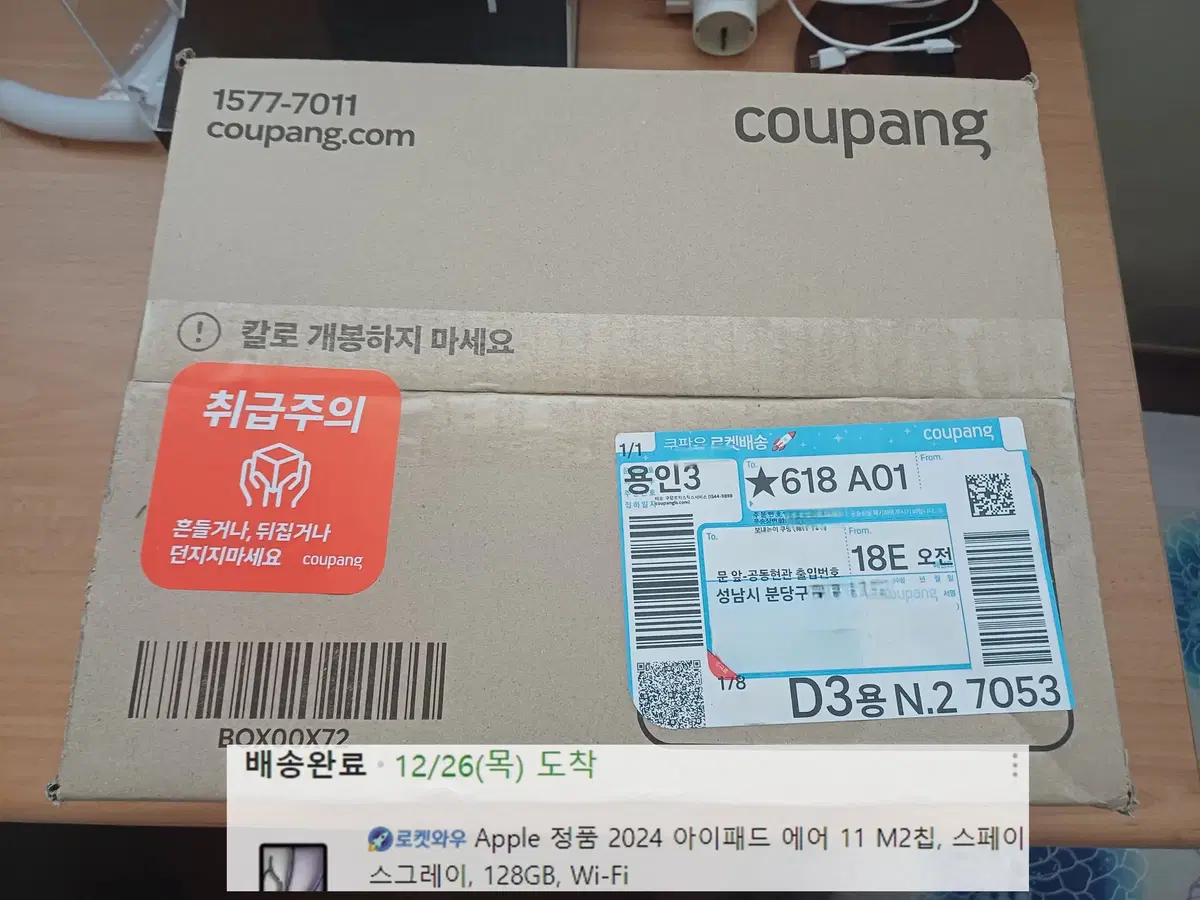 1577-7011
coupang.com
coupang
! 칼로 개봉하지 마세요
취급주의
흔들거나, 뒤집거나
던지지마세요 coupang
BOX00X72
1/1
로켓배송
coupang
용인3
To.
★618 A01
From.
To.
From.
18E 오전
문 앞-공동현관 출입번호
성남시 분당구
coupang
1/8
D3용 N.2 7053
배송완료 • 12/26(목) 도착
로켓와우 Apple 정품 2024 아이패드 에어 11 M2칩, 스페이
스그레이, 128GB, Wi-Fi